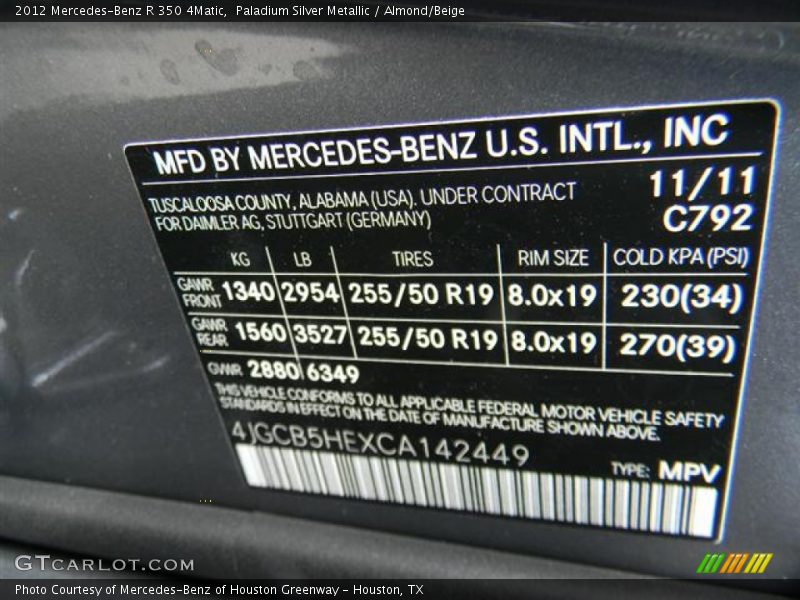 2012 Mercedes-Benz R 350 4Matic,  Paladium Silver Metallic / Almond/Beige
MFD BY MERCEDES-BENZ U.S. INTL., INC
TUSCALOOSA COUNTY, ALABAMA (USA). UNDER CONTRACT 11/11
FOR DAIMLER AG, STUTTGART (GERMANY) C792
KG LB TIRES RIM SIZE COLD KPA (PSI)
GAWR FRONT 1340 2954 255/50 R19 8.0x19 230(34)
GAWR REAR 1560 3527 255/50 R19 8.0x19 270(39)
GVWR 2880 6349
THIS VEHICLE CONFORMS TO ALL APPLICABLE FEDERAL MOTOR VEHICLE SAFETY
STANDARDS IN EFFECT ON THE DATE OF MANUFACTURE SHOWN ABOVE.
4JGCB5HEXCA142449
TYPE: MPV
GTCARLOT.COM
Photo Courtesy of Mercedes-Benz of Houston Greenway - Houston, TX